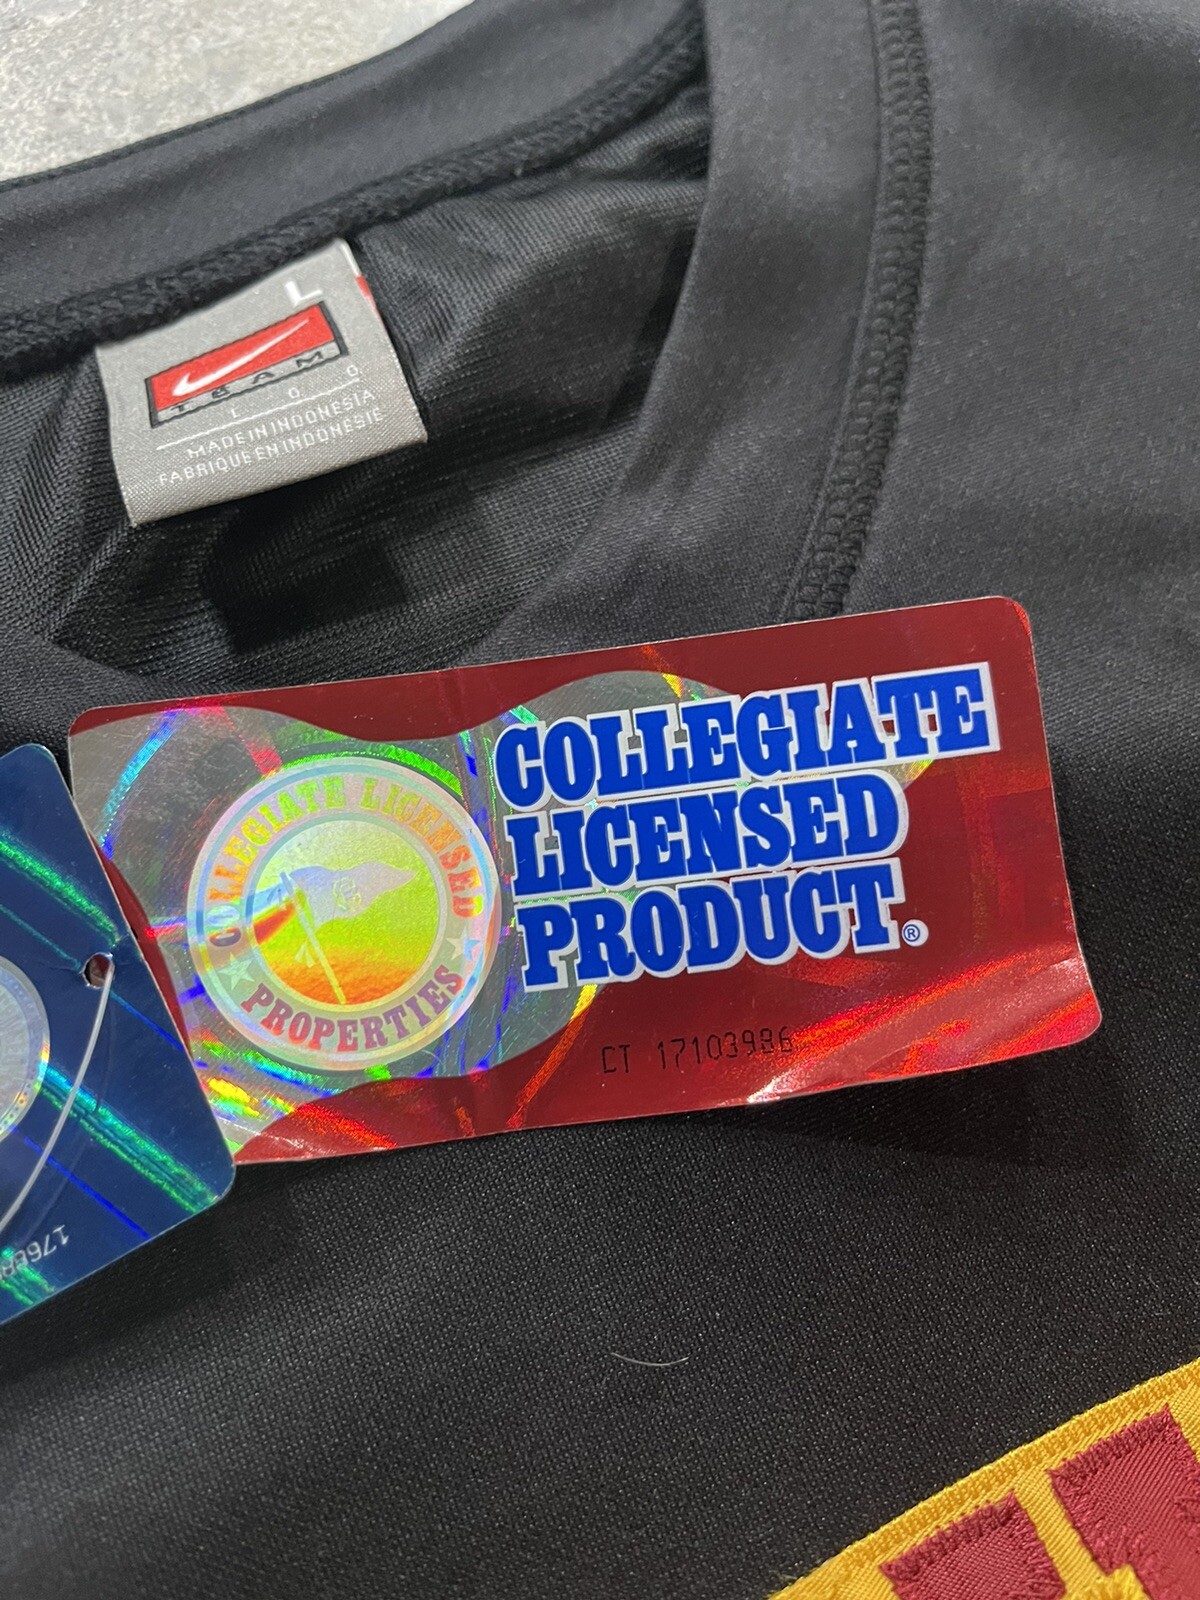 L
TEAM
L G G
MADE IN INDONESIA
FABRIQUE EN INDONESIE
COLLEGIATE LICENSED
PROPERTIES
COLLEGIATE
LICENSED
PRODUCT®
CT 17103986